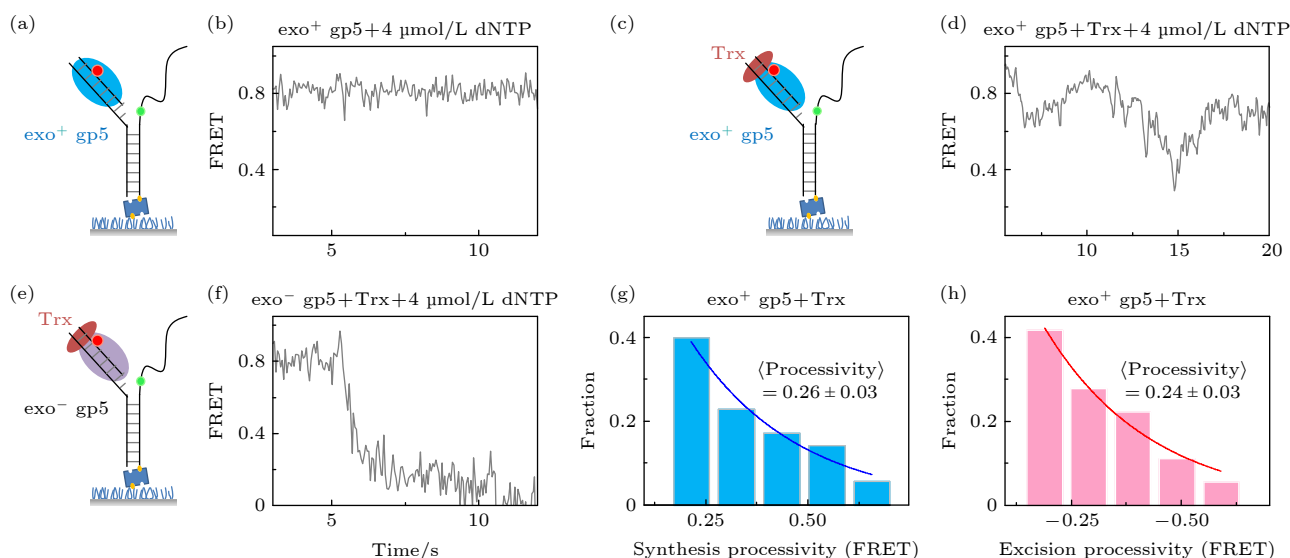 (a)
exo⁺ gp5
(b)
exo⁺ gp5+4 µmol/L dNTP
FRET
0.8
0.4
5
10
(c)
Trx
exo⁺ gp5
(d)
exo⁺ gp5+Trx+4 µmol/L dNTP
FRET
0.8
0.4
10
15
20
(e)
Trx
exo⁻ gp5
(f)
exo⁻ gp5+Trx+4 µmol/L dNTP
FRET
0.8
0.4
0
5
10
Time/s
(g)
exo⁺ gp5+Trx
⟨Processivity⟩
= 0.26 ± 0.03
Fraction
0.4
0.2
0
0.25
0.50
Synthesis processivity (FRET)
(h)
exo⁺ gp5+Trx
⟨Processivity⟩
= 0.24 ± 0.03
Fraction
0.4
0.2
0
−0.25
−0.50
Excision processivity (FRET)